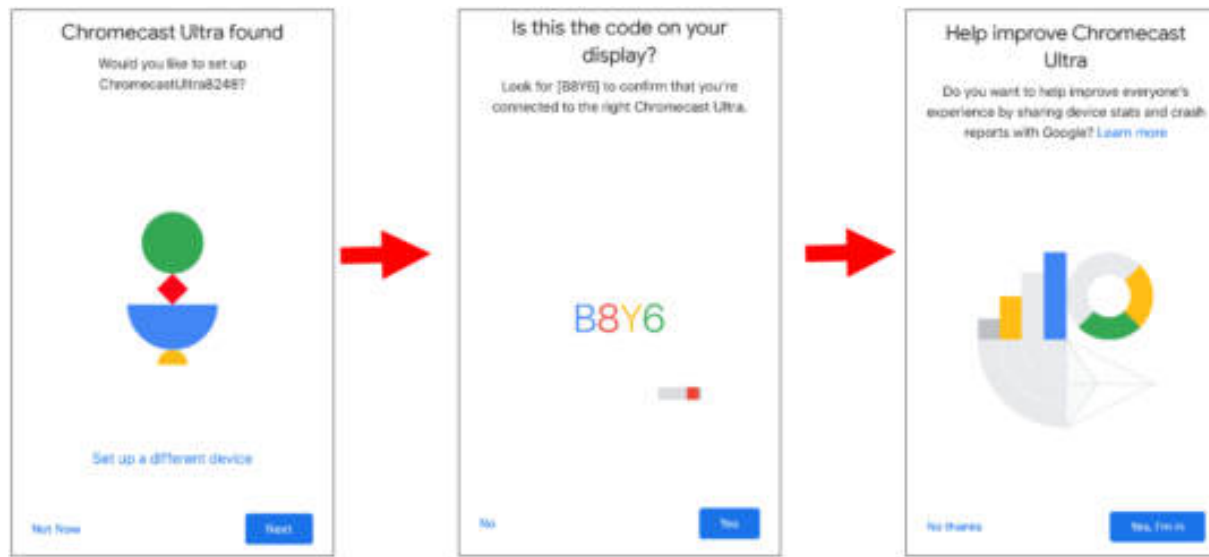 Chromecast Ultra found
Would you like to set up
ChromecastUltra8248?
Set up a different device
Not Now
Next
Is this the code on your
display?
Look for [B8Y6] to confirm that you're
connected to the right Chromecast Ultra.
B8Y6
No
Yes
Help improve Chromecast
Ultra
Do you want to help improve everyone's
experience by sharing device stats and crash
reports with Google? Learn more
No thanks
Yes, I'm in